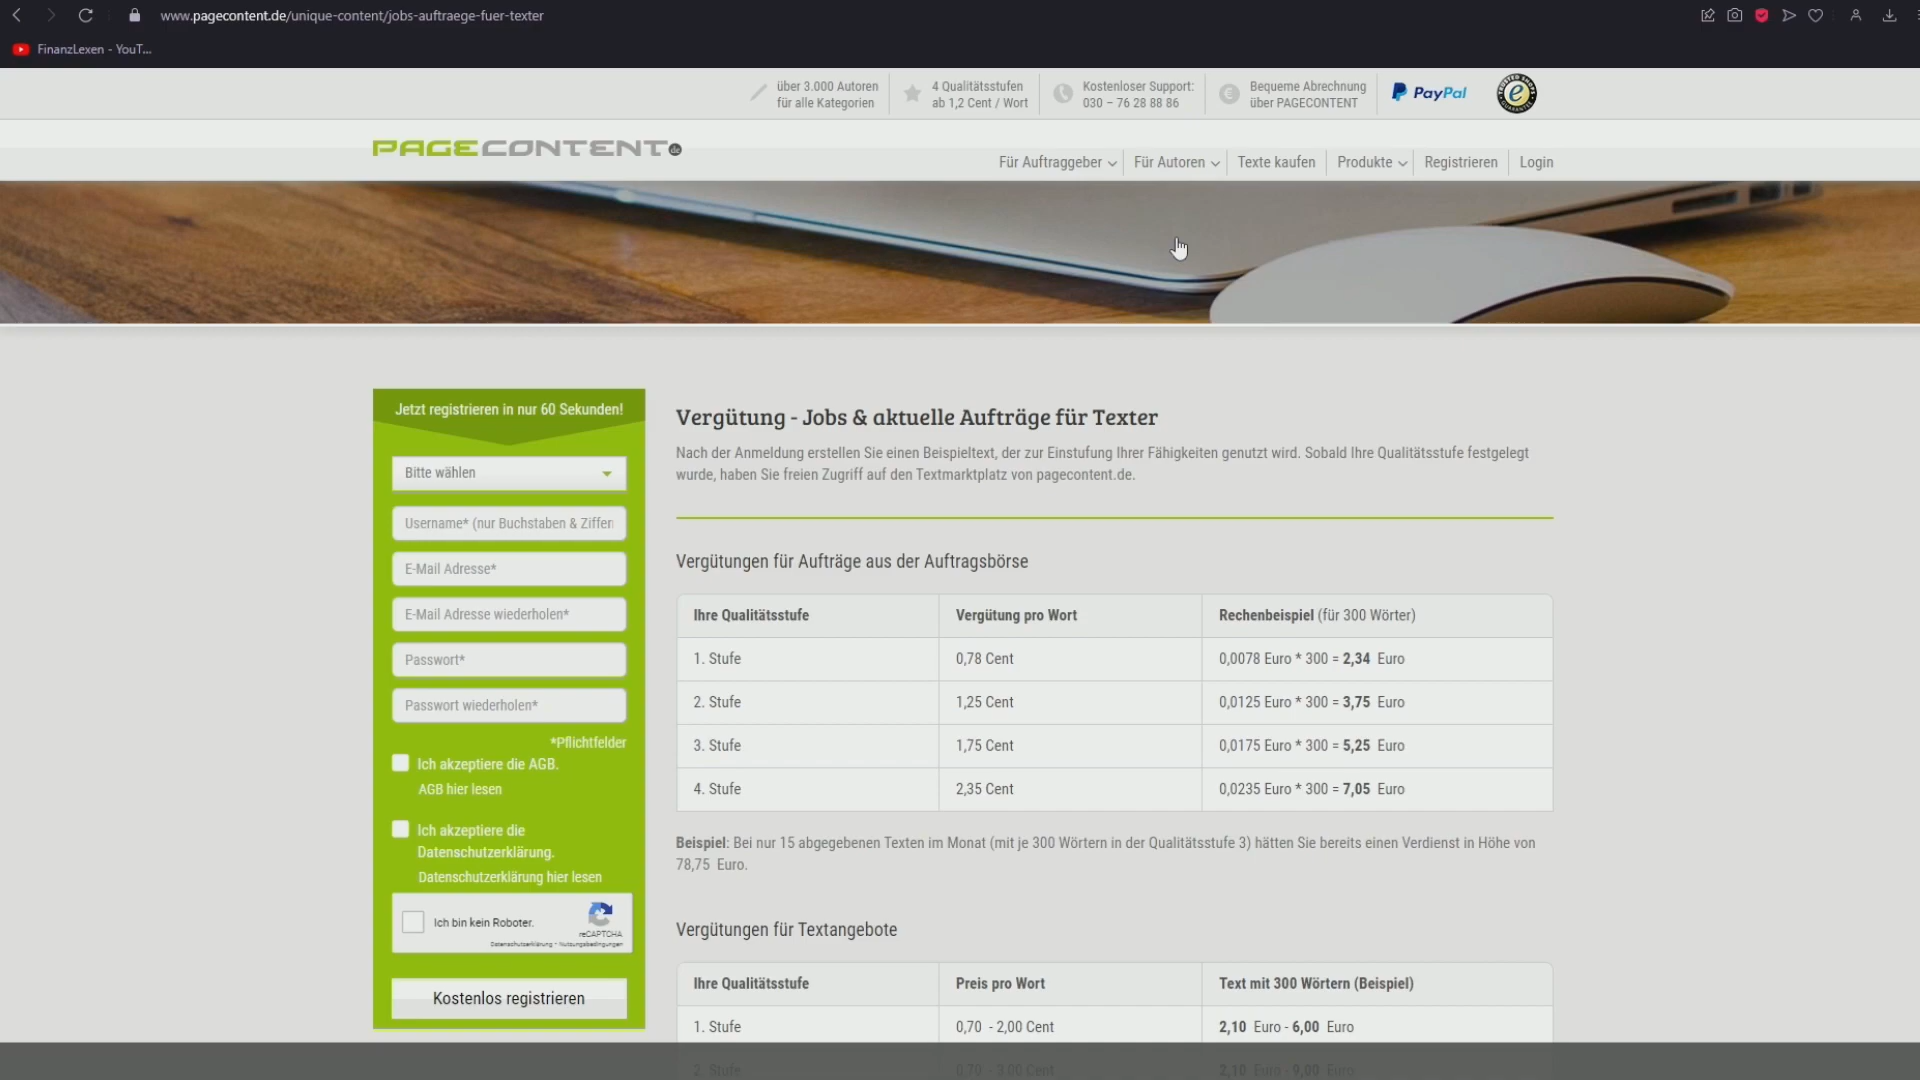 www.pagecontent.de/unique-content/jobs-auftraege-fuer-texter
FinanzLexen - YouT...
über 3.000 Autoren
für alle Kategorien
4 Qualitätsstufen
ab 1,2 Cent / Wort
Kostenloser Support:
030 – 76 28 88 86
Bequeme Abrechnung
über PAGECONTENT
PayPal
PAGECONTENT.de
Für Auftraggeber
Für Autoren
Texte kaufen
Produkte
Registrieren
Login
Jetzt registrieren in nur 60 Sekunden!
Bitte wählen
Username* (nur Buchstaben & Ziffern
E-Mail Adresse*
E-Mail Adresse wiederholen*
Passwort*
Passwort wiederholen*
*Pflichtfelder
Ich akzeptiere die AGB.
AGB hier lesen
Ich akzeptiere die
Datenschutzerklärung.
Datenschutzerklärung hier lesen
Ich bin kein Roboter.
reCAPTCHA
Datenschutzerklärung - Nutzungsbedingungen
Kostenlos registrieren
Vergütung - Jobs & aktuelle Aufträge für Texter
Nach der Anmeldung erstellen Sie einen Beispieltext, der zur Einstufung Ihrer Fähigkeiten genutzt wird. Sobald Ihre Qualitätsstufe festgelegt
wurde, haben Sie freien Zugriff auf den Textmarktplatz von pagecontent.de.
Vergütungen für Aufträge aus der Auftragsbörse
Ihre Qualitätsstufe Vergütung pro Wort Rechenbeispiel (für 300 Wörter)
1. Stufe 0,78 Cent 0,0078 Euro * 300 = 2,34 Euro
2. Stufe 1,25 Cent 0,0125 Euro * 300 = 3,75 Euro
3. Stufe 1,75 Cent 0,0175 Euro * 300 = 5,25 Euro
4. Stufe 2,35 Cent 0,0235 Euro * 300 = 7,05 Euro
Beispiel: Bei nur 15 abgegebenen Texten im Monat (mit je 300 Wörtern in der Qualitätsstufe 3) hätten Sie bereits einen Verdienst in Höhe von
78,75 Euro.
Vergütungen für Textangebote
Ihre Qualitätsstufe Preis pro Wort Text mit 300 Wörtern (Beispiel)
1. Stufe 0,70 - 2,00 Cent 2,10 Euro - 6,00 Euro
2. Stufe 0,70 - 3,00 Cent 2,10 Euro - 9,00 Euro